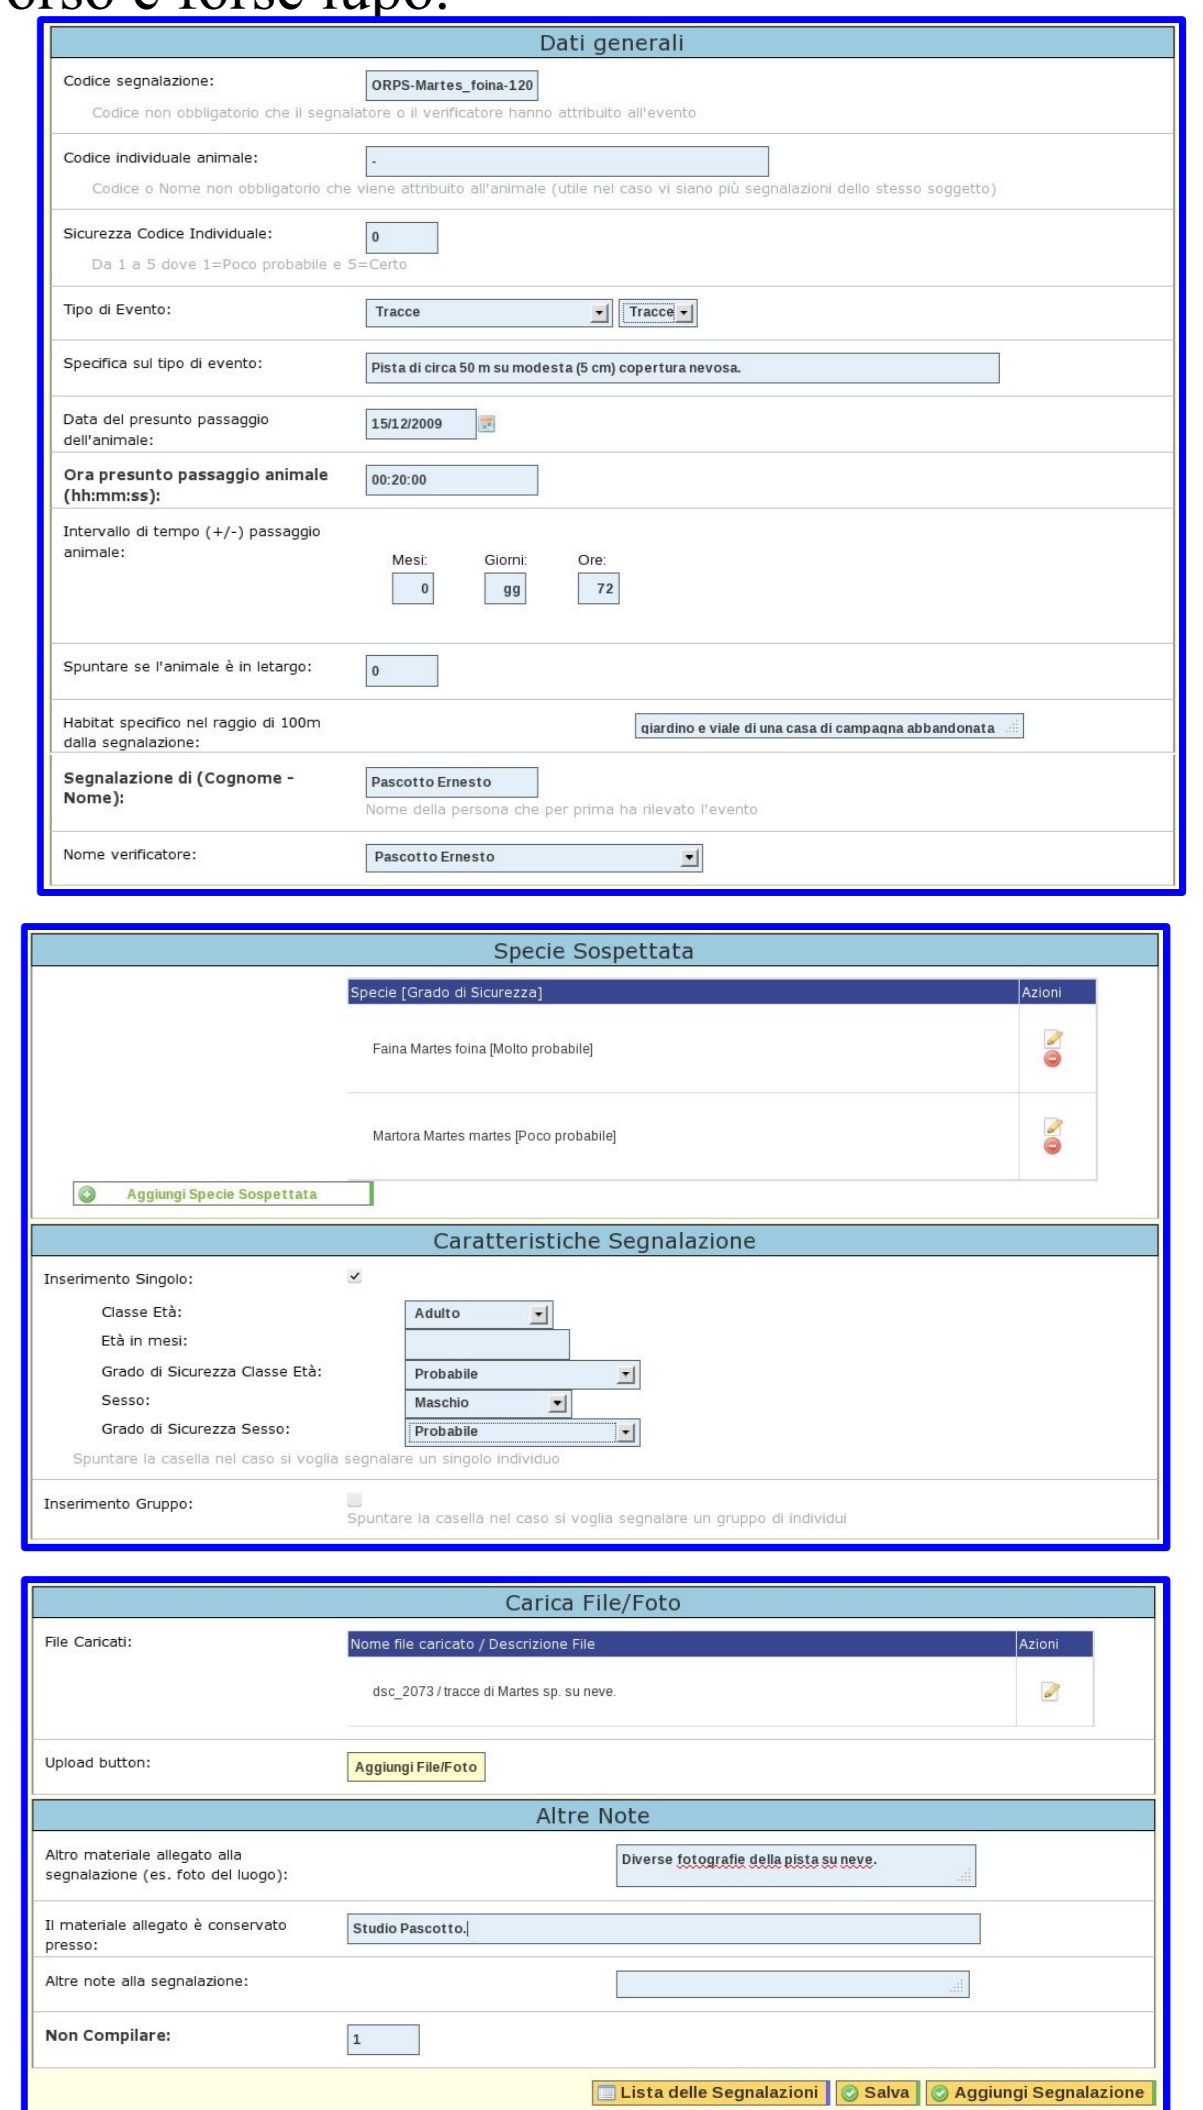 orso e forse lupo.
Dati generali
Codice segnalazione: ORPS-Martes_foina-120
Codice non obbligatorio che il segnalatore o il verificatore hanno attribuito all'evento
Codice individuale animale: -
Codice o Nome non obbligatorio che viene attribuito all'animale (utile nel caso vi siano più segnalazioni dello stesso soggetto)
Sicurezza Codice Individuale: 0
Da 1 a 5 dove 1=Poco probabile e 5=Certo
Tipo di Evento: Tracce Tracce
Specifica sul tipo di evento: Pista di circa 50 m su modesta (5 cm) copertura nevosa.
Data del presunto passaggio 15/12/2009
dell'animale:
Ora presunto passaggio animale 00:20:00
(hh:mm:ss):
Intervallo di tempo (+/-) passaggio
animale:
Mesi: Giorni: Ore:
0 gg 72
Spuntare se l'animale è in letargo: 0
Habitat specifico nel raggio di 100m giardino e viale di una casa di campagna abbandonata
dalla segnalazione:
Segnalazione di (Cognome - Pascotto Ernesto
Nome):
Nome della persona che per prima ha rilevato l'evento
Nome verificatore: Pascotto Ernesto
Specie Sospettata
Specie [Grado di Sicurezza] Azioni
Faina Martes foina [Molto probabile]
Martora Martes martes [Poco probabile]
Aggiungi Specie Sospettata
Caratteristiche Segnalazione
Inserimento Singolo:
Classe Età: Adulto
Età in mesi:
Grado di Sicurezza Classe Età: Probabile
Sesso: Maschio
Grado di Sicurezza Sesso: Probabile
Spuntare la casella nel caso si voglia segnalare un singolo individuo
Inserimento Gruppo:
Spuntare la casella nel caso si voglia segnalare un gruppo di individui
Carica File/Foto
File Caricati: Nome file caricato / Descrizione File Azioni
dsc_2073 / tracce di Martes sp. su neve.
Upload button: Aggiungi File/Foto
Altre Note
Altro materiale allegato alla Diverse fotografie della pista su neve.
segnalazione (es. foto del luogo):
Il materiale allegato è conservato Studio Pascotto.
presso:
Altre note alla segnalazione:
Non Compilare: 1
Lista delle Segnalazioni Salva Aggiungi Segnalazione